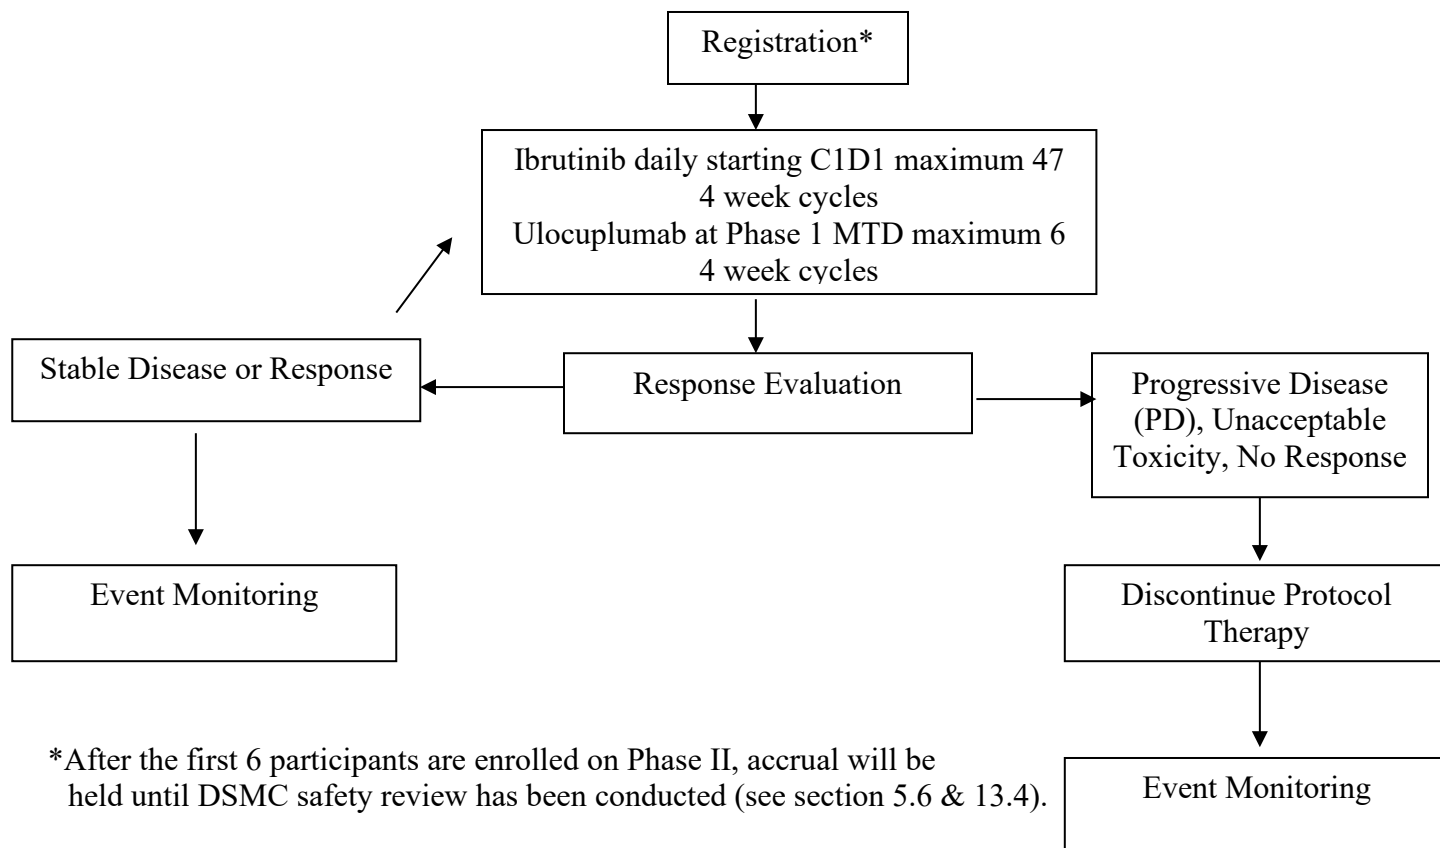 Registration*
Ibrutinib daily starting C1D1 maximum 47
4 week cycles
Ulocuplumab at Phase 1 MTD maximum 6
4 week cycles
Stable Disease or Response
Response Evaluation
Progressive Disease
(PD), Unacceptable
Toxicity, No Response
Event Monitoring
Discontinue Protocol
Therapy
*After the first 6 participants are enrolled on Phase II, accrual will be
held until DSMC safety review has been conducted (see section 5.6 & 13.4).
Event Monitoring